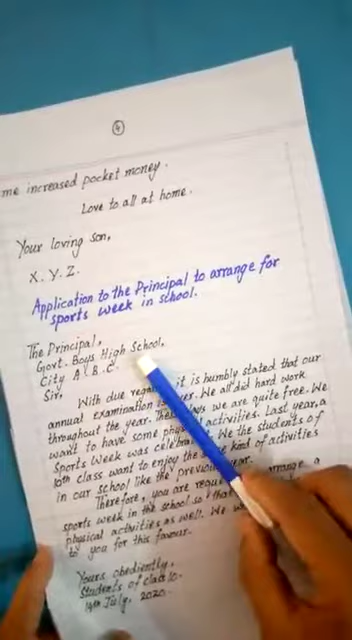 4
me increased pocket money.
Love to all at home.
Your loving son,
X.Y.Z.
Application to the Principal to arrange for
sports week in school.
The Principal,
Govt. Boys High School,
City A.B.C.
Sir,
With due it is humbly stated that our
annual examination We all did hard work
throughout the year. we are quite free. We
want to have some activities. Last year, a
Sports Week was We the students of
10th class want to enjoy the kind of activities
in our school like the previous year.
Therefore, you are arrange a
sports week in the school so
physical activities as well. We
to you for this favour.
Yours obediently,
Students of class 10.
July, 2020.